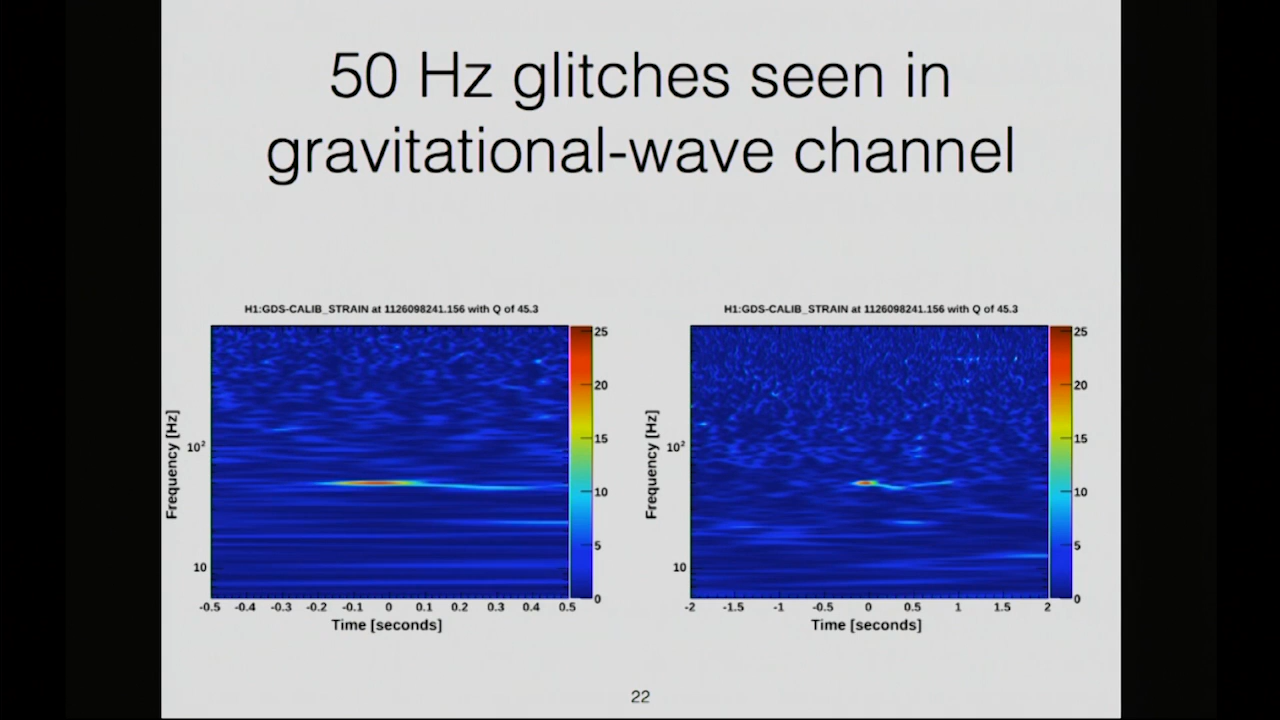 50 Hz glitches seen in
gravitational-wave channel
H1:GDS-CALIB_STRAIN at 1126098241.156 with Q of 45.3
Frequency [Hz]
10²
10
-0.5 -0.4 -0.3 -0.2 -0.1 0 0.1 0.2 0.3 0.4 0.5
Time [seconds]
25
20
15
10
5
0
H1:GDS-CALIB_STRAIN at 1126098241.156 with Q of 45.3
Frequency [Hz]
10²
10
-2 -1.5 -1 -0.5 0 0.5 1 1.5 2
Time [seconds]
25
20
15
10
5
0
22